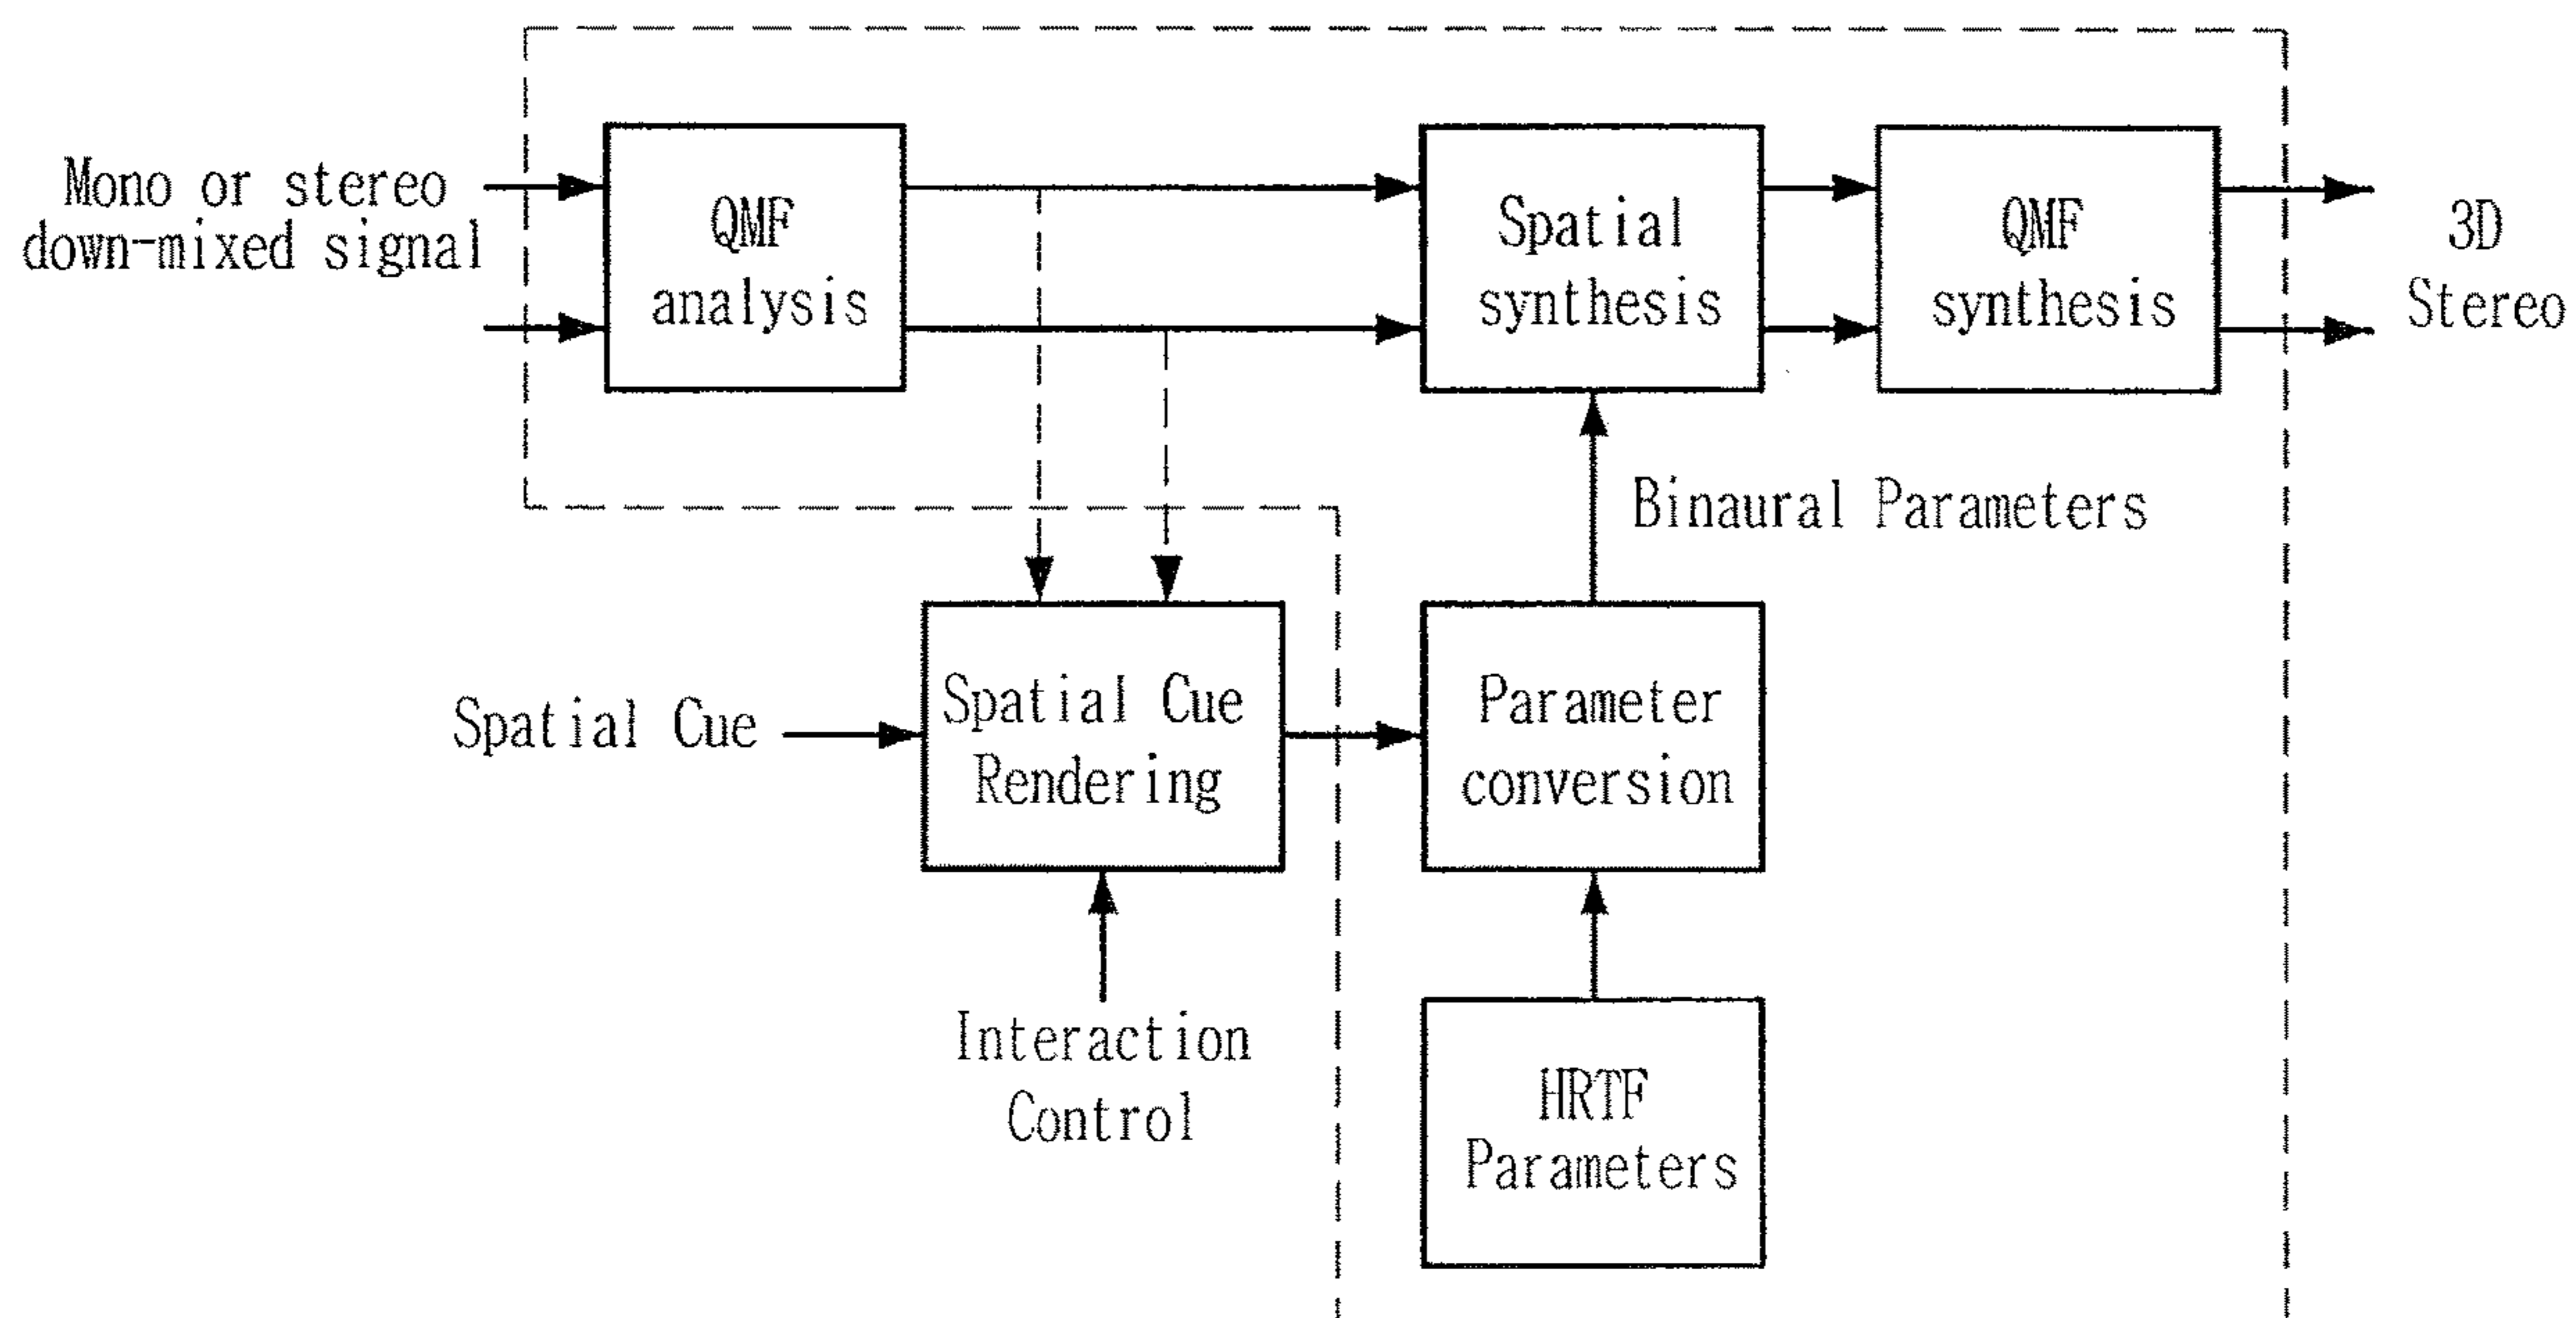 Mono or stereo
down-mixed signal
QMF
analysis
Spatial
synthesis
QMF
synthesis
3D
Stereo
Binaural Parameters
Spatial Cue
Spatial Cue
Rendering
Parameter
conversion
Interaction
Control
HRTF
Parameters